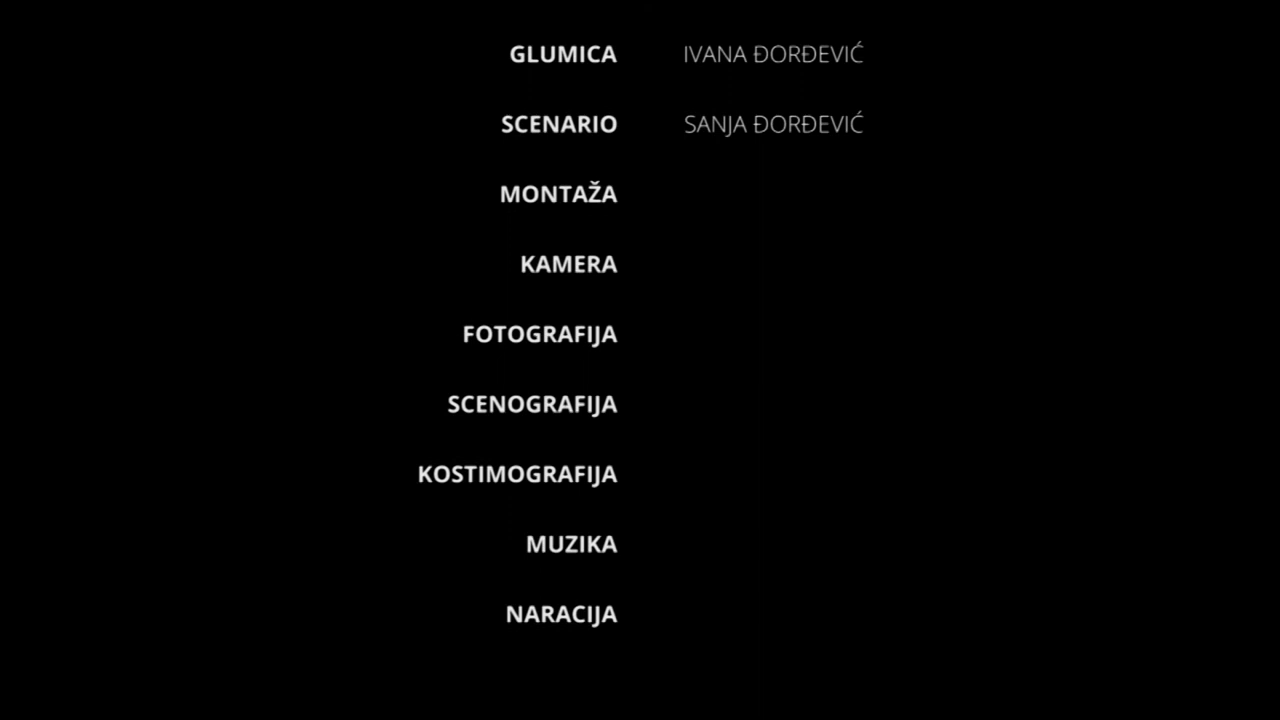 GLUMICA IVANA ĐORĐEVIĆ
SCENARIO SANJA ĐORĐEVIĆ
MONTAŽA
KAMERA
FOTOGRAFIJA
SCENOGRAFIJA
KOSTIMOGRAFIJA
MUZIKA
NARACIJA